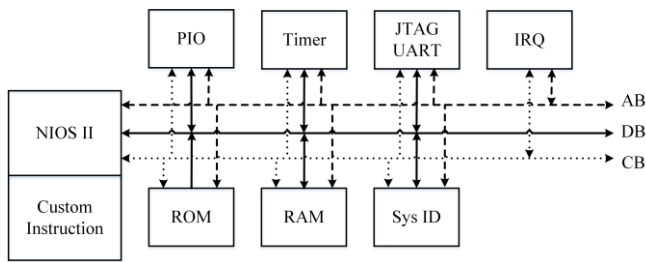 PIO
Timer
JTAG
UART
IRQ
AB
NIOS II
DB
CB
Custom
Instruction
ROM
RAM
Sys ID